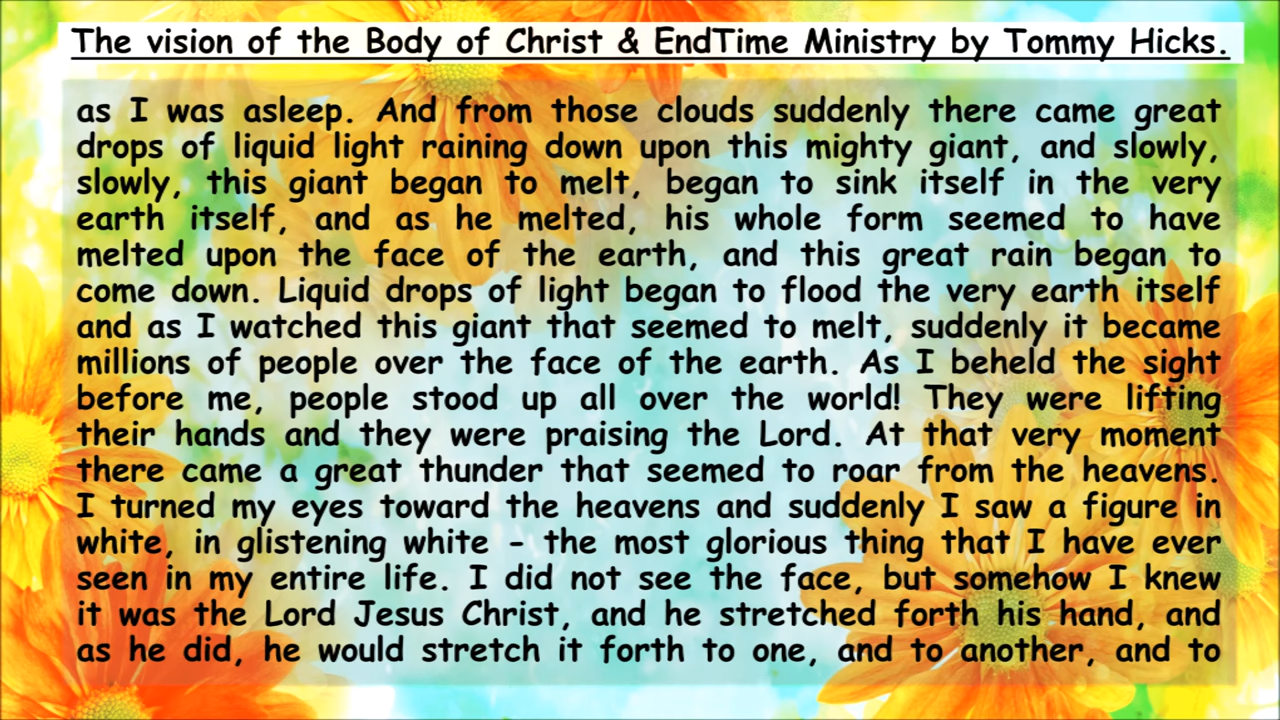 The vision of the Body of Christ & EndTime Ministry by Tommy Hicks.
as I was asleep. And from those clouds suddenly there came great
drops of liquid light raining down upon this mighty giant, and slowly,
slowly, this giant began to melt, began to sink itself in the very
earth itself, and as he melted, his whole form seemed to have
melted upon the face of the earth, and this great rain began to
come down. Liquid drops of light began to flood the very earth itself
and as I watched this giant that seemed to melt, suddenly it became
millions of people over the face of the earth. As I beheld the sight
before me, people stood up all over the world! They were lifting
their hands and they were praising the Lord. At that very moment
there came a great thunder that seemed to roar from the heavens.
I turned my eyes toward the heavens and suddenly I saw a figure in
white, in glistening white - the most glorious thing that I have ever
seen in my entire life. I did not see the face, but somehow I knew
it was the Lord Jesus Christ, and he stretched forth his hand, and
as he did, he would stretch it forth to one, and to another, and to